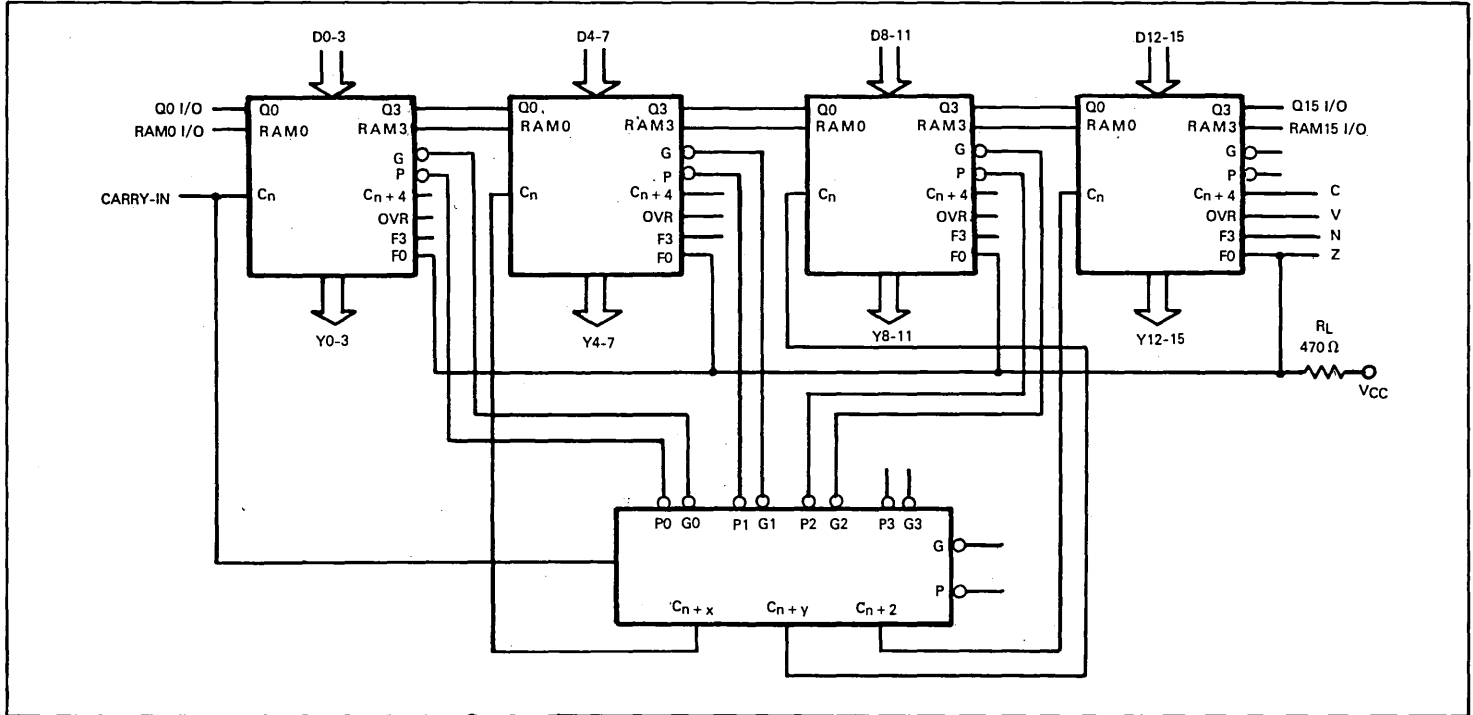 D0-3 D4-7 D8-11 D12-15
Q0 I/O Q0 Q3 Q0 Q3 Q0 Q3 Q0 Q3 Q15 I/O
RAM0 I/O RAM0 RAM3 RAM0 RAM3 RAM0 RAM3 RAM0 RAM3 RAM15 I/O
G G G G
P P P P
CARRY-IN Cn Cn+4 Cn Cn+4 Cn Cn+4 Cn Cn+4 C
OVR OVR OVR OVR V
F3 F3 F3 F3 N
F0 F0 F0 F0 Z
Y0-3 Y4-7 Y8-11 Y12-15
RL
470Ω
VCC
P0 G0 P1 G1 P2 G2 P3 G3
G
P
Cn+x Cn+y Cn+2